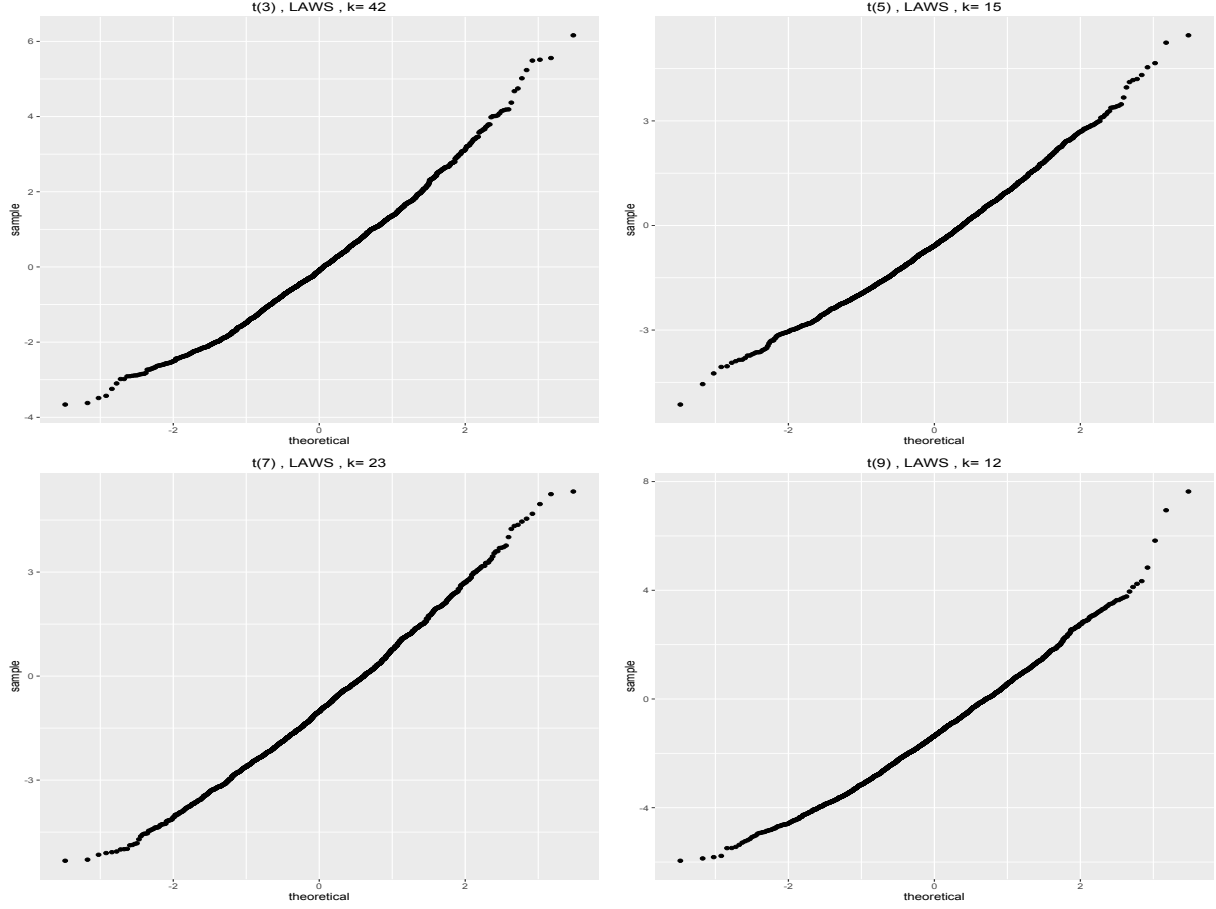 t(3) , LAWS , k= 42
6
4
2
0
-2
-4
sample
-2
0
2
theoretical
t(5) , LAWS , k= 15
3
0
-3
sample
-2
0
2
theoretical
t(7) , LAWS , k= 23
3
0
-3
sample
-2
0
2
theoretical
t(9) , LAWS , k= 12
8
4
0
-4
sample
-2
0
2
theoretical